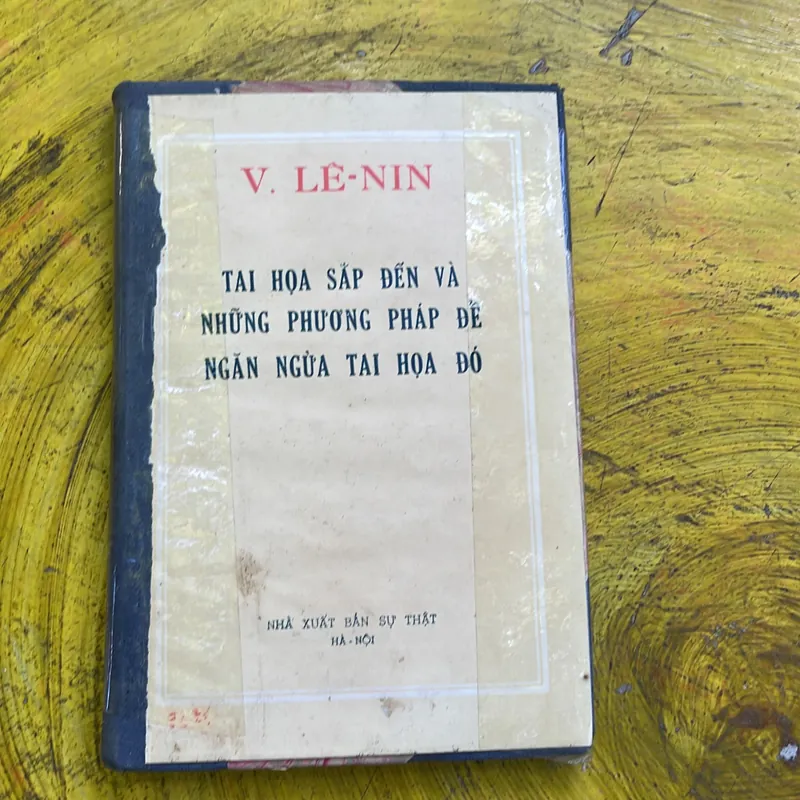 V. LÊ-NIN
TAI HỌA SẮP ĐẾN VÀ
NHỮNG PHƯƠNG PHÁP ĐỂ
NGĂN NGỪA TAI HỌA ĐÓ
NHÀ XUẤT BẢN SỰ THẬT
HÀ-NỘI